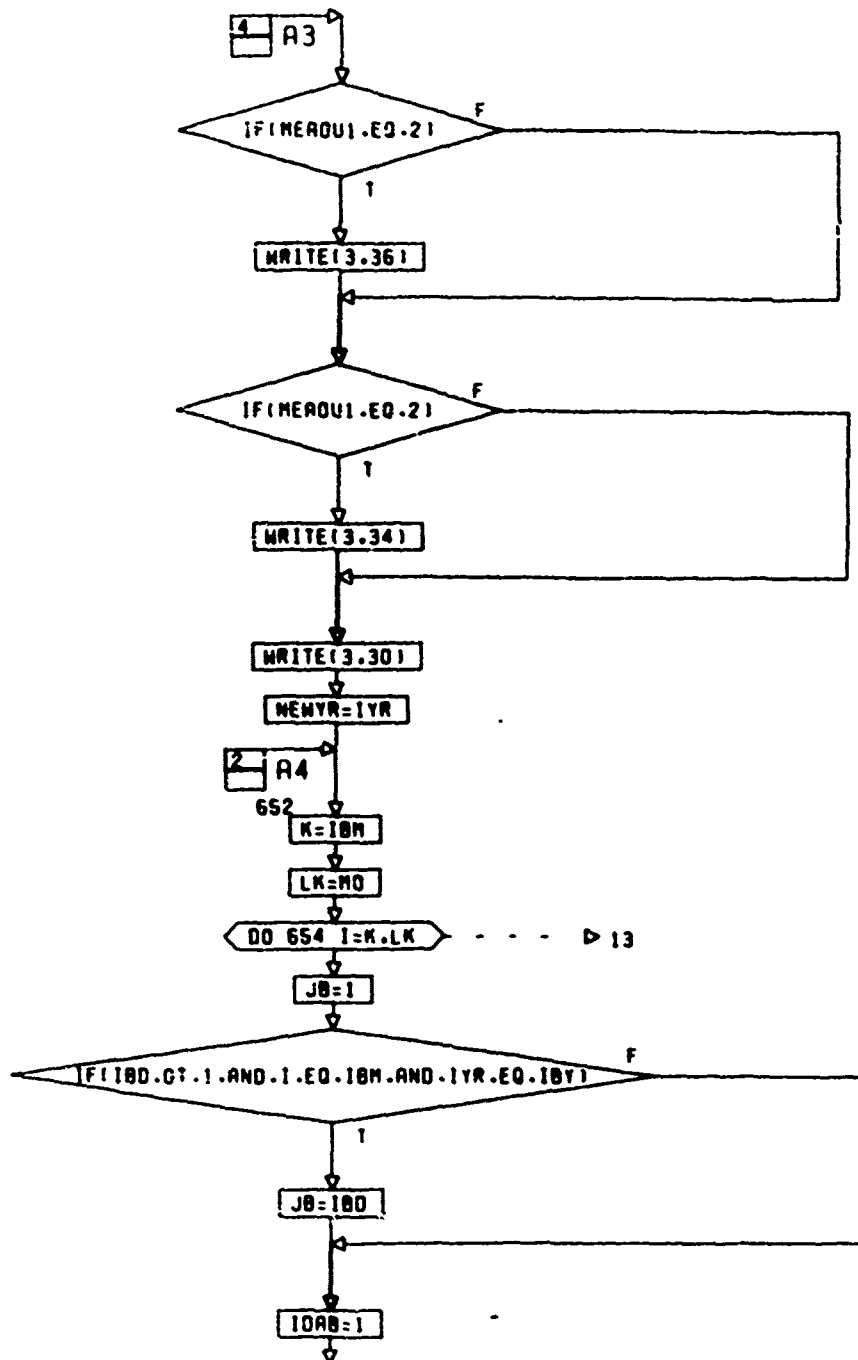 4 A3
IF(MEAOU1.EQ.2)
F
T
WRITE(3.36)
IF(MEAOU1.EQ.2)
F
T
WRITE(3.34)
WRITE(3.30)
NEWYR=IYR
2 A4
652
K=IBM
LK=MO
DO 654 I=K.LK
13
JB=1
IF(IBD.GT.1.AND.I.EQ.IBM.AND.IYR.EQ.IBY)
F
T
JB=IBD
IDAB=1